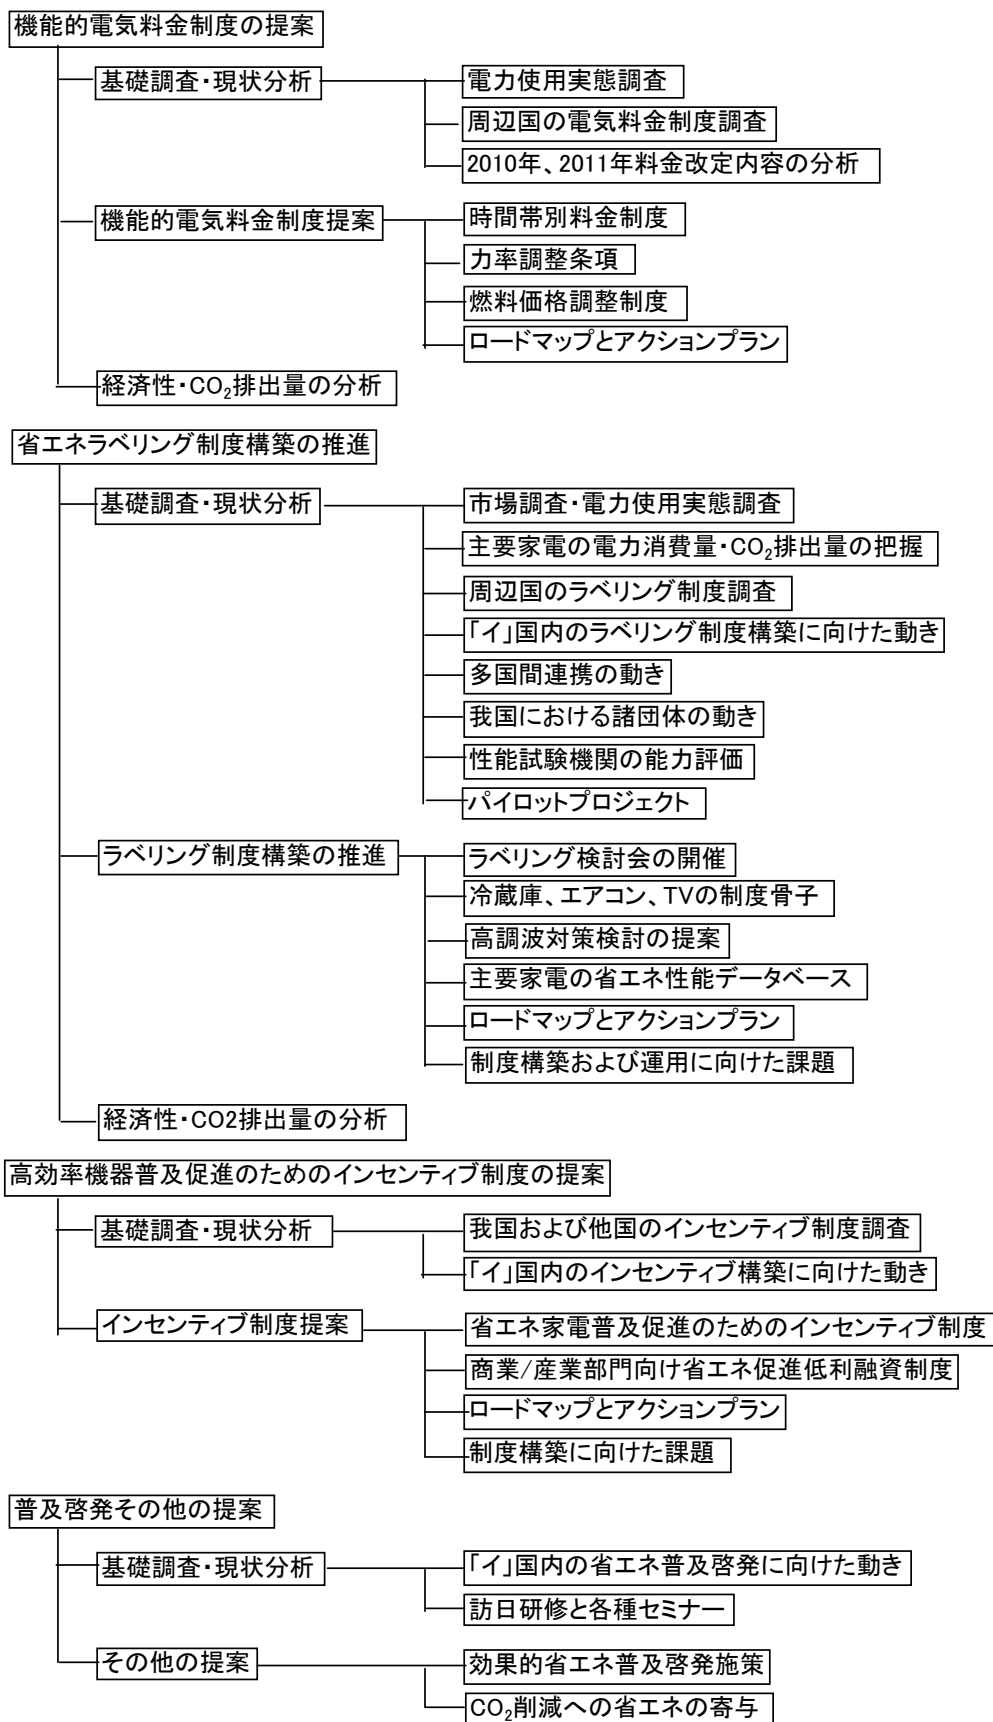 機能的電気料金制度の提案
基礎調査・現状分析
電力使用実態調査
周辺国の電気料金制度調査
2010年、2011年料金改定内容の分析
機能的電気料金制度提案
時間帯別料金制度
力率調整条項
燃料価格調整制度
ロードマップとアクションプラン
経済性・CO₂排出量の分析
省エネラベリング制度構築の推進
基礎調査・現状分析
市場調査・電力使用実態調査
主要家電の電力消費量・CO₂排出量の把握
周辺国のラベリング制度調査
「イ」国内のラベリング制度構築に向けた動き
多国間連携の動き
我国における諸団体の動き
性能試験機関の能力評価
パイロットプロジェクト
ラベリング制度構築の推進
ラベリング検討会の開催
冷蔵庫、エアコン、TVの制度骨子
高調波対策検討の提案
主要家電の省エネ性能データベース
ロードマップとアクションプラン
制度構築および運用に向けた課題
経済性・CO2排出量の分析
高効率機器普及促進のためのインセンティブ制度の提案
基礎調査・現状分析
我国および他国のインセンティブ制度調査
「イ」国内のインセンティブ構築に向けた動き
インセンティブ制度提案
省エネ家電普及促進のためのインセンティブ制度
商業/産業部門向け省エネ促進低利融資制度
ロードマップとアクションプラン
制度構築に向けた課題
普及啓発その他の提案
基礎調査・現状分析
「イ」国内の省エネ普及啓発に向けた動き
訪日研修と各種セミナー
その他の提案
効果的省エネ普及啓発施策
CO₂削減への省エネの寄与